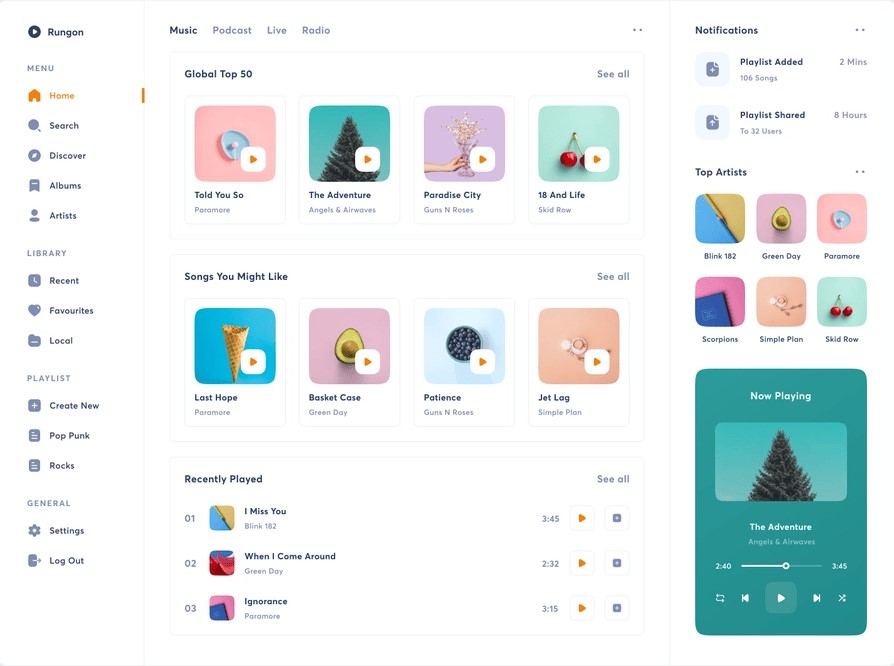 Rungon
MENU
Home
Search
Discover
Albums
Artists
LIBRARY
Recent
Favourites
Local
PLAYLIST
Create New
Pop Punk
Rocks
GENERAL
Settings
Log Out
Music Podcast Live Radio
Global Top 50 See all
Told You So
Paramore
The Adventure
Angels & Airwaves
Paradise City
Guns N Roses
18 And Life
Skid Row
Songs You Might Like See all
Last Hope
Paramore
Basket Case
Green Day
Patience
Guns N Roses
Jet Lag
Simple Plan
Recently Played See all
01 I Miss You 3:45
Blink 182
02 When I Come Around 2:32
Green Day
03 Ignorance 3:15
Paramore
Notifications
Playlist Added 2 Mins
106 Songs
Playlist Shared 8 Hours
To 32 Users
Top Artists
Blink 182 Green Day Paramore
Scorpions Simple Plan Skid Row
Now Playing
The Adventure
Angels & Airwaves
2:40 3:45